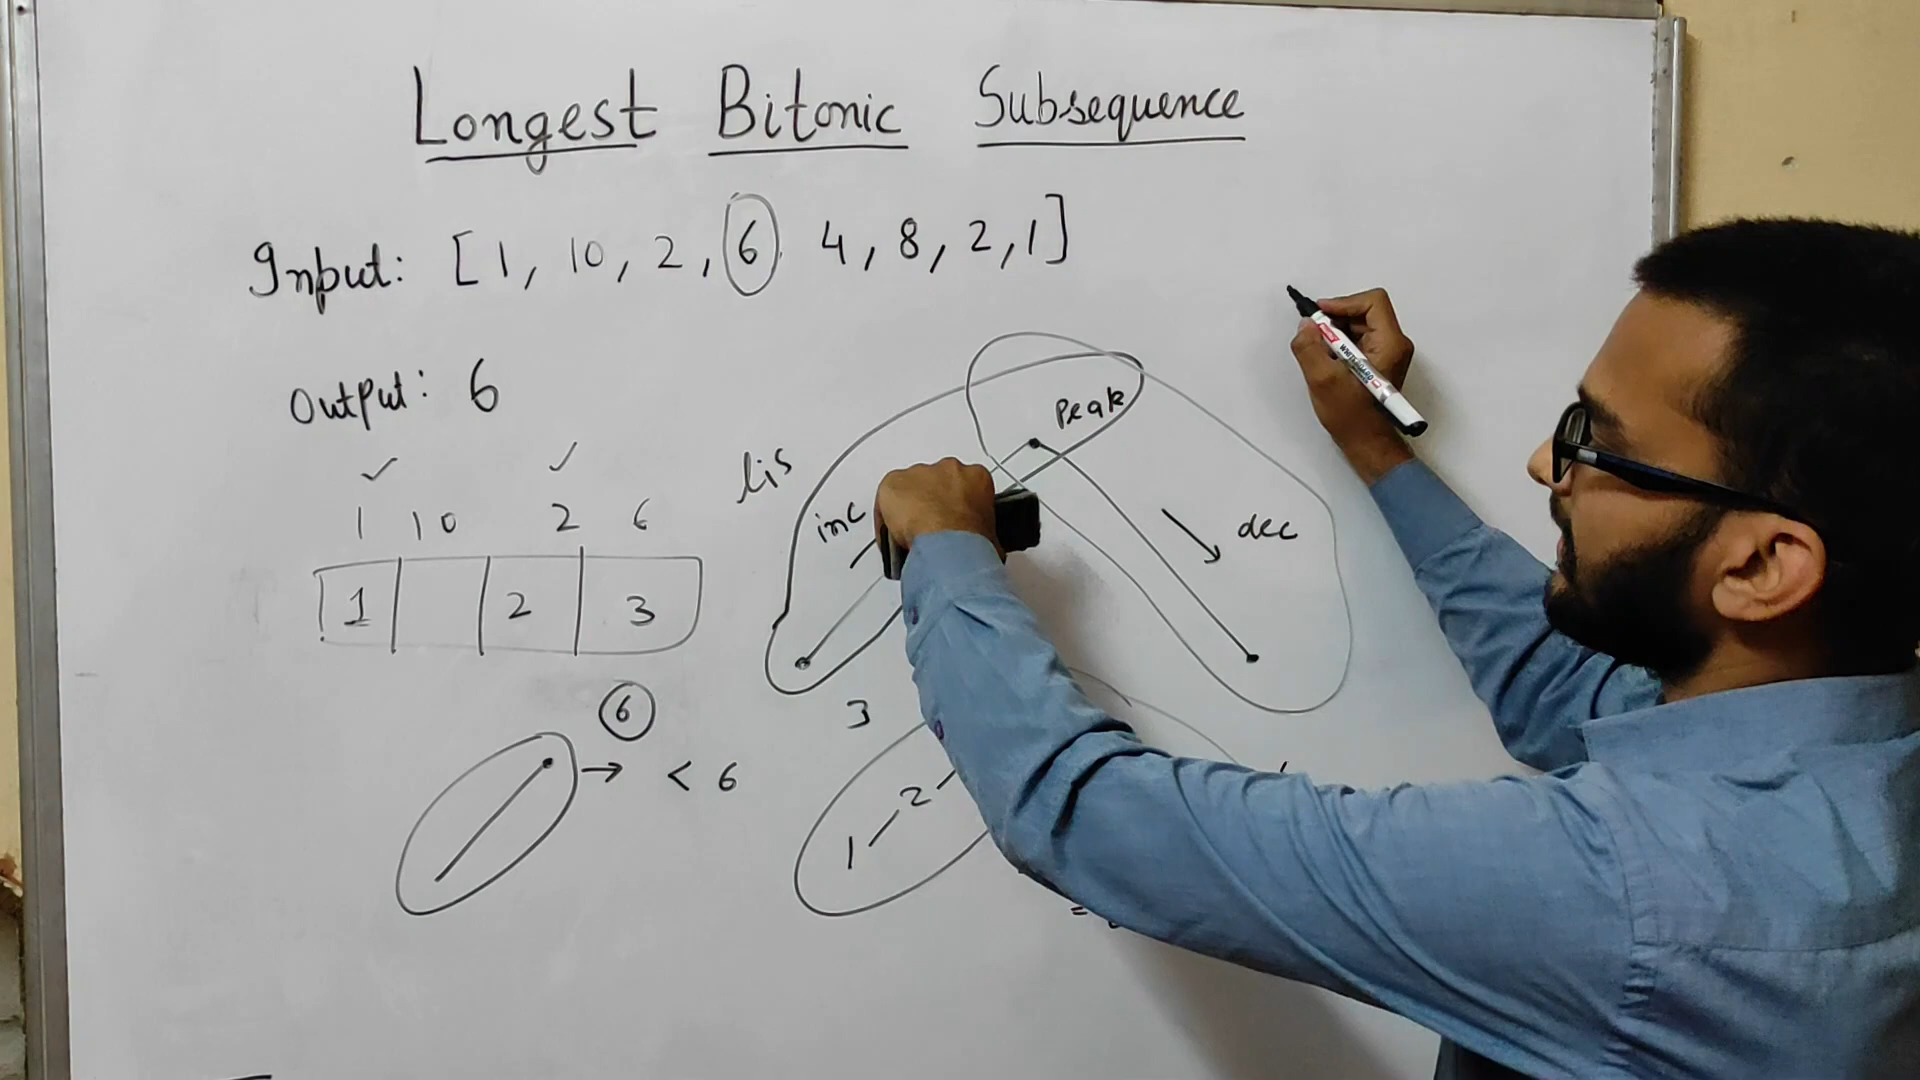 Longest Bitonic Subsequence
Input: [1, 10, 2, 6 4, 8, 2, 1]
Output: 6
✓ ✓
1 10 2 6
1 2 3
6
< 6
lis
inc
Peak
dec
3
1 2
=
WHITEBOARD